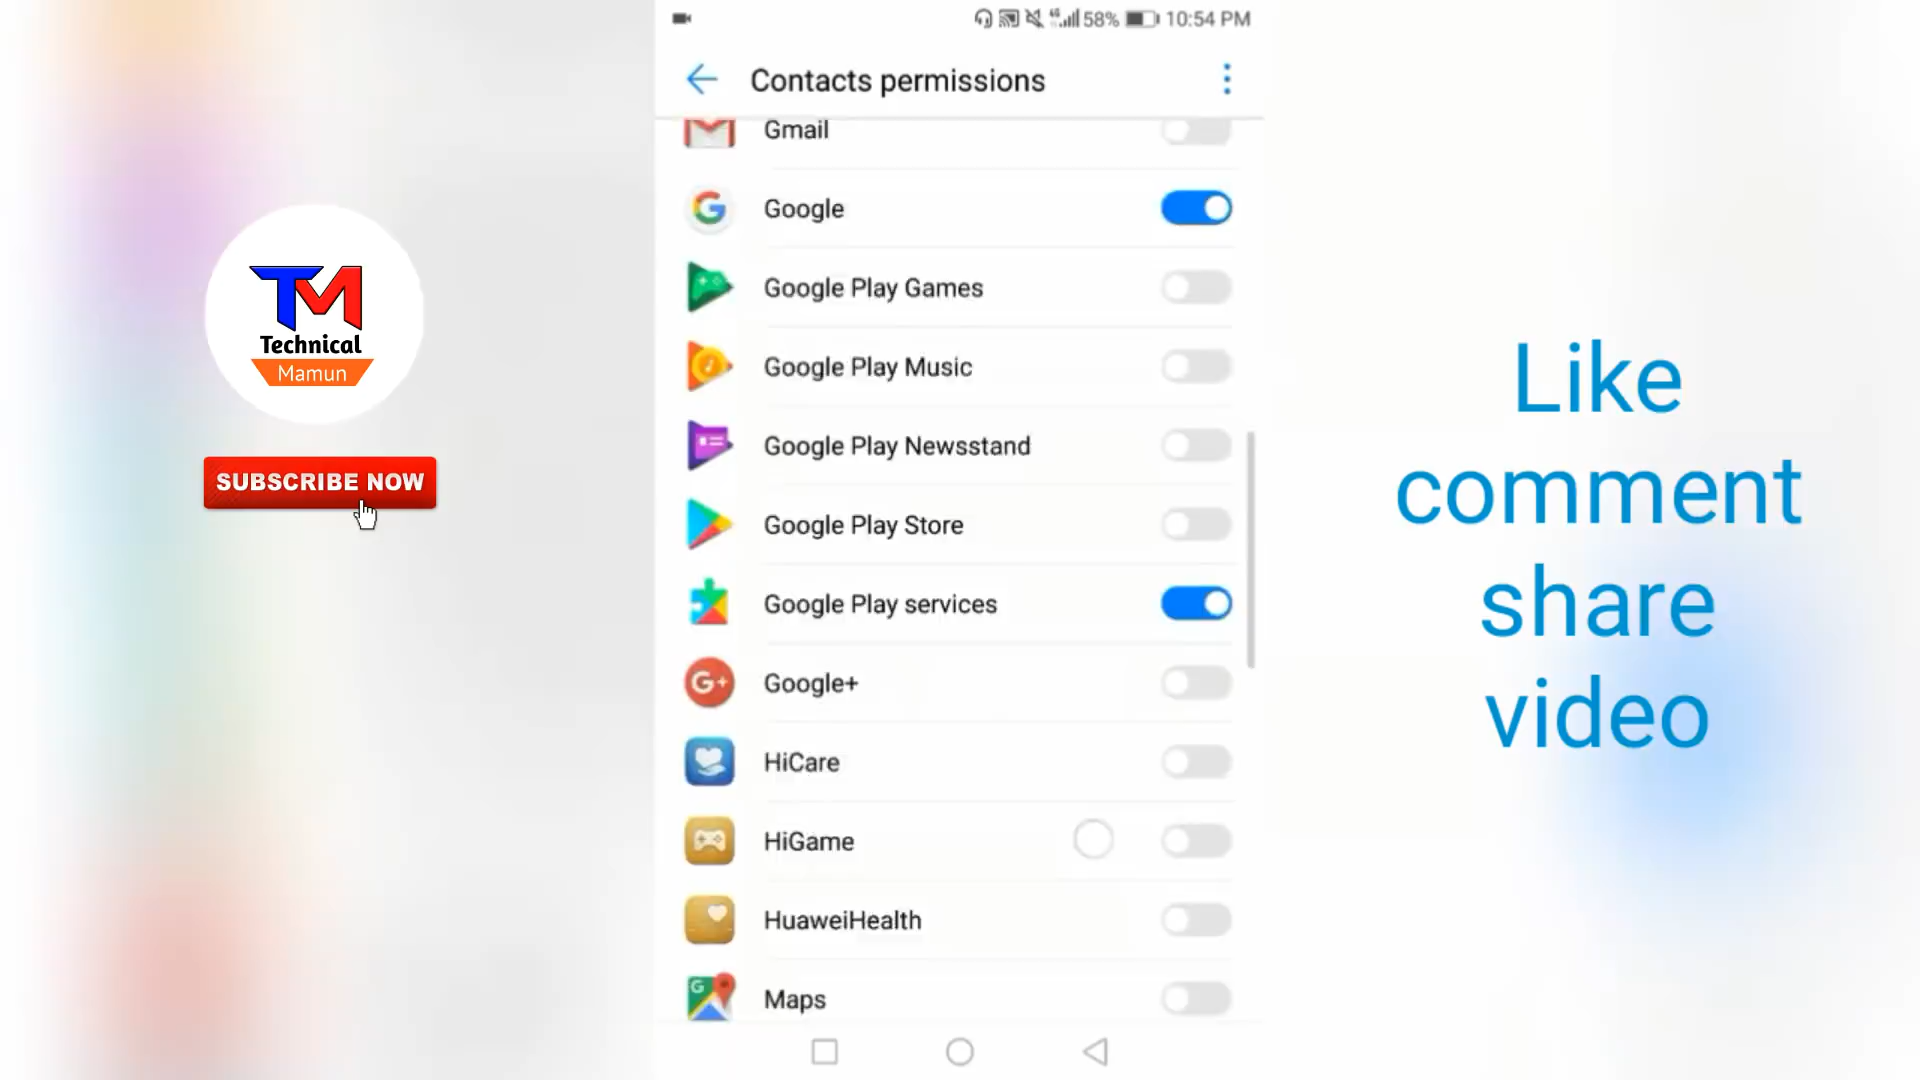 58% 10:54 PM
Contacts permissions
Gmail
Google
Google Play Games
Google Play Music
Google Play Newsstand
Google Play Store
Google Play services
G+ Google+
HiCare
HiGame
HuaweiHealth
Maps
TM
Technical
Mamun
SUBSCRIBE NOW
Like
comment
share
video